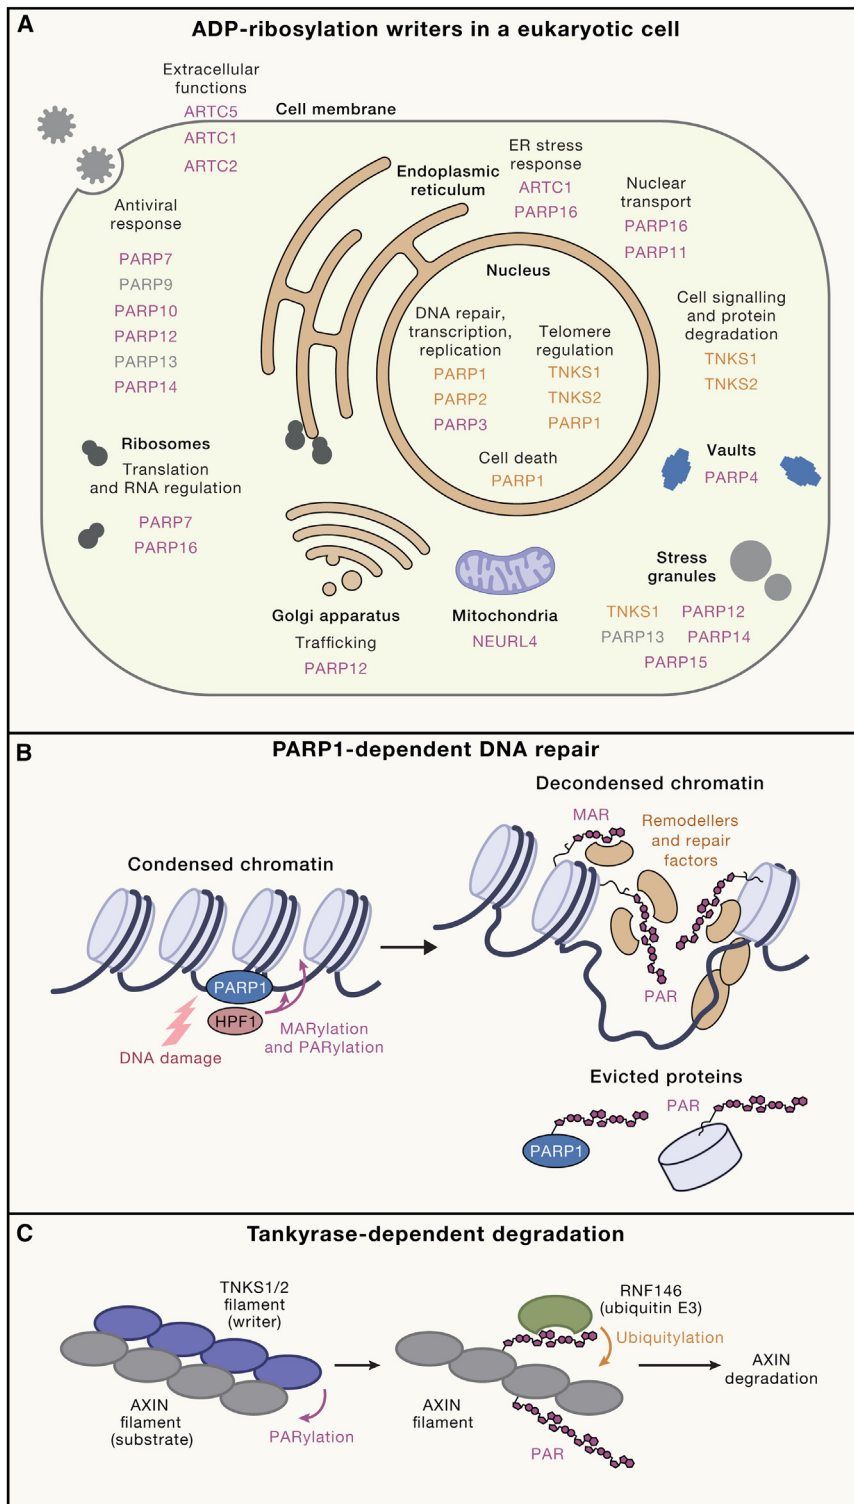 A
ADP-ribosylation writers in a eukaryotic cell
Extracellular
functions
ARTC5
ARTC1
ARTC2
Cell membrane
Endoplasmic
reticulum
ER stress
response
ARTC1
PARP16
Nuclear
transport
PARP16
PARP11
Antiviral
response
PARP7
PARP9
PARP10
PARP12
PARP13
PARP14
Nucleus
DNA repair,
transcription,
replication
PARP1
PARP2
PARP3
Telomere
regulation
TNKS1
TNKS2
PARP1
Cell death
PARP1
Cell signalling
and protein
degradation
TNKS1
TNKS2
Ribosomes
Translation
and RNA regulation
PARP7
PARP16
Vaults
PARP4
Golgi apparatus
Trafficking
PARP12
Mitochondria
NEURL4
Stress
granules
TNKS1 PARP12
PARP13 PARP14
PARP15
B
PARP1-dependent DNA repair
Condensed chromatin
PARP1
HPF1
DNA damage
MARylation
and PARylation
Decondensed chromatin
MAR
Remodellers
and repair
factors
PAR
Evicted proteins
PAR
PARP1
C
Tankyrase-dependent degradation
TNKS1/2
filament
(writer)
AXIN
filament
(substrate)
PARylation
RNF146
(ubiquitin E3)
Ubiquitylation
AXIN
filament
PAR
AXIN
degradation